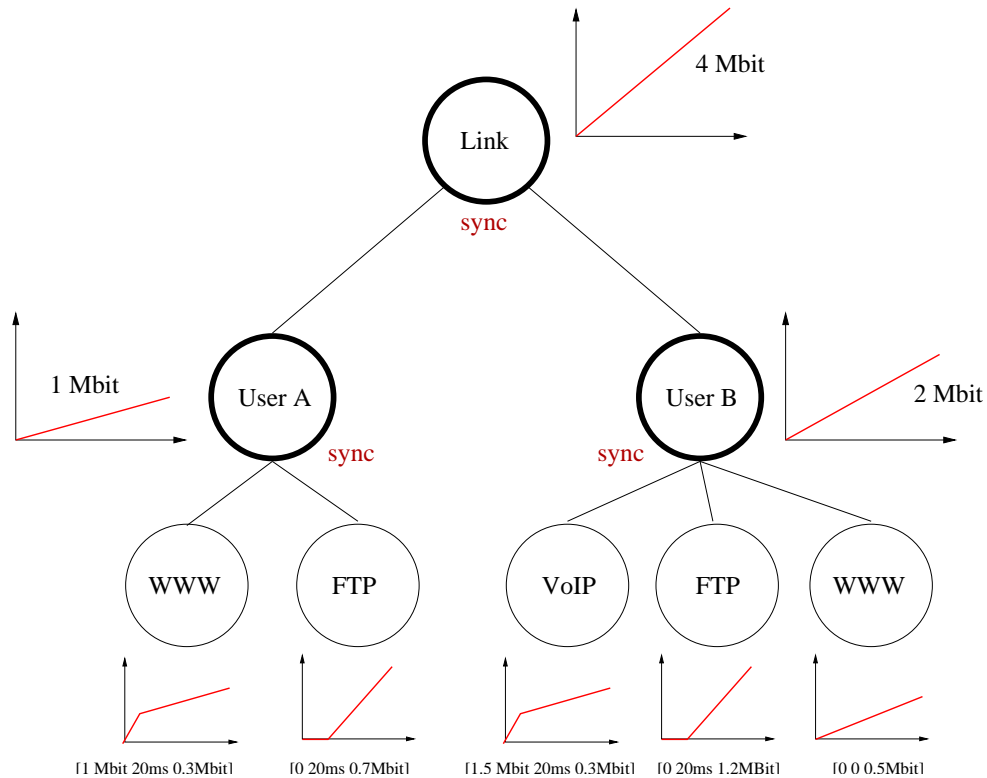 4 Mbit
Link
sync
1 Mbit
User A
User B
2 Mbit
sync
sync
WWW
FTP
VoIP
FTP
WWW
[1 Mbit 20ms 0.3Mbit]
[0 20ms 0.7Mbit]
[1.5 Mbit 20ms 0.3Mbit]
[0 20ms 1.2MBit]
[0 0 0.5Mbit]